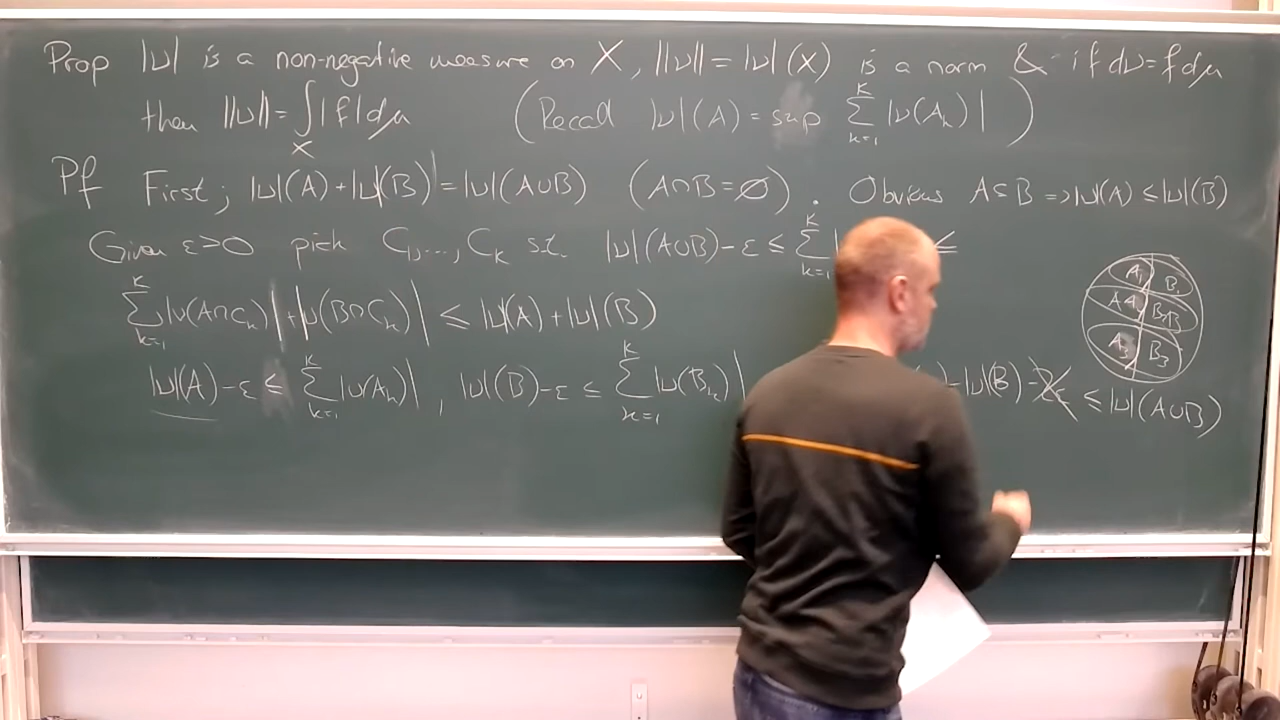 Prop |ν| is a non-negative measure on X, ||ν|| = |ν|(X) is a norm & if dν = f dμ
then ||ν|| = ∫_X |f| dμ (Recall |ν|(A) = sup Σ_{k=1}^{K} |ν(A_k)|)
Pf First; |ν|(A) + |ν|(B) = |ν|(A∪B) (A∩B = ∅). Obvious A⊂B ⇒ |ν|(A) ≤ |ν|(B)
Given ε>0 pick C_1,...,C_K st. |ν|(A∪B) - ε ≤ Σ_{k=1}^{K} | ≤
Σ_{k=1}^{K} |ν(A∩C_k)| + |ν(B∩C_k)| ≤ |ν|(A) + |ν|(B)
|ν|(A) - ε ≤ Σ_{k=1}^{K} |ν(A_k)|, |ν|(B) - ε ≤ Σ_{k=1}^{K} |ν(B_k)| |ν|(B) ≤ |ν|(A∪B)
A_1 B_1
A_3 B_3